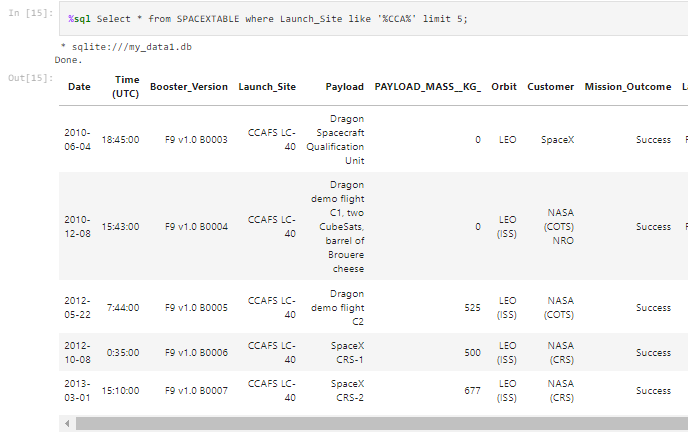 In [15]: %sql Select * from SPACEXTABLE where Launch_Site like '%CCA%' limit 5;
* sqlite:///my_data1.db
Done.
Out[15]:
Date Time (UTC) Booster_Version Launch_Site Payload PAYLOAD_MASS__KG_ Orbit Customer Mission_Outcome
2010-06-04 18:45:00 F9 v1.0 B0003 CCAFS LC-40 Dragon Spacecraft Qualification Unit 0 LEO SpaceX Success
2010-12-08 15:43:00 F9 v1.0 B0004 CCAFS LC-40 Dragon demo flight C1, two CubeSats, barrel of Brouere cheese 0 LEO (ISS) NASA (COTS) NRO Success
2012-05-22 7:44:00 F9 v1.0 B0005 CCAFS LC-40 Dragon demo flight C2 525 LEO (ISS) NASA (COTS) Success
2012-10-08 0:35:00 F9 v1.0 B0006 CCAFS LC-40 SpaceX CRS-1 500 LEO (ISS) NASA (CRS) Success
2013-03-01 15:10:00 F9 v1.0 B0007 CCAFS LC-40 SpaceX CRS-2 677 LEO (ISS) NASA (CRS) Success